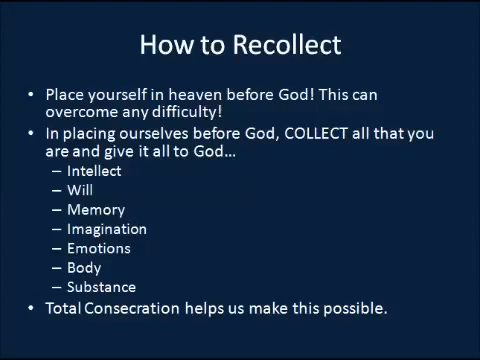 How to Recollect
• Place yourself in heaven before God! This can
overcome any difficulty!
• In placing ourselves before God, COLLECT all that you
are and give it all to God…
– Intellect
– Will
– Memory
– Imagination
– Emotions
– Body
– Substance
• Total Consecration helps us make this possible.